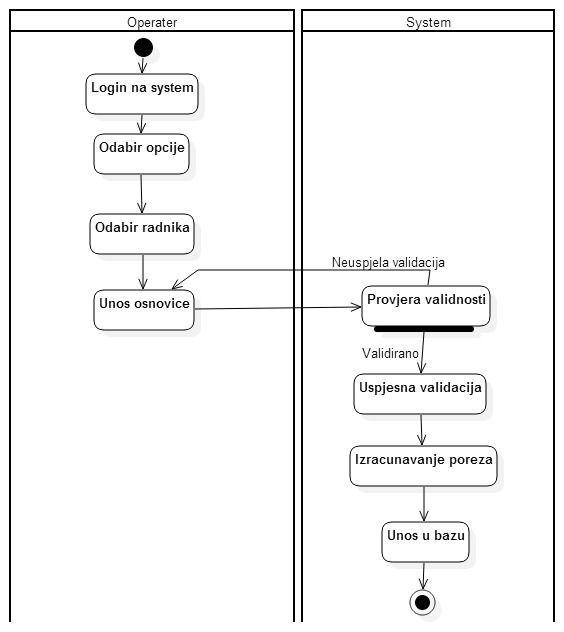 Operater
System
Login na system
Odabir opcije
Odabir radnika
Neuspjela validacija
Unos osnovice
Provjera validnosti
Validirano
Uspjesna validacija
Izracunavanje poreza
Unos u bazu